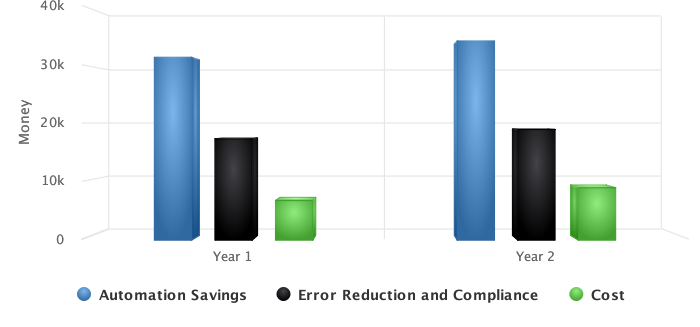 40k
30k
20k
10k
0
Money
Year 1
Year 2
Automation Savings
Error Reduction and Compliance
Cost